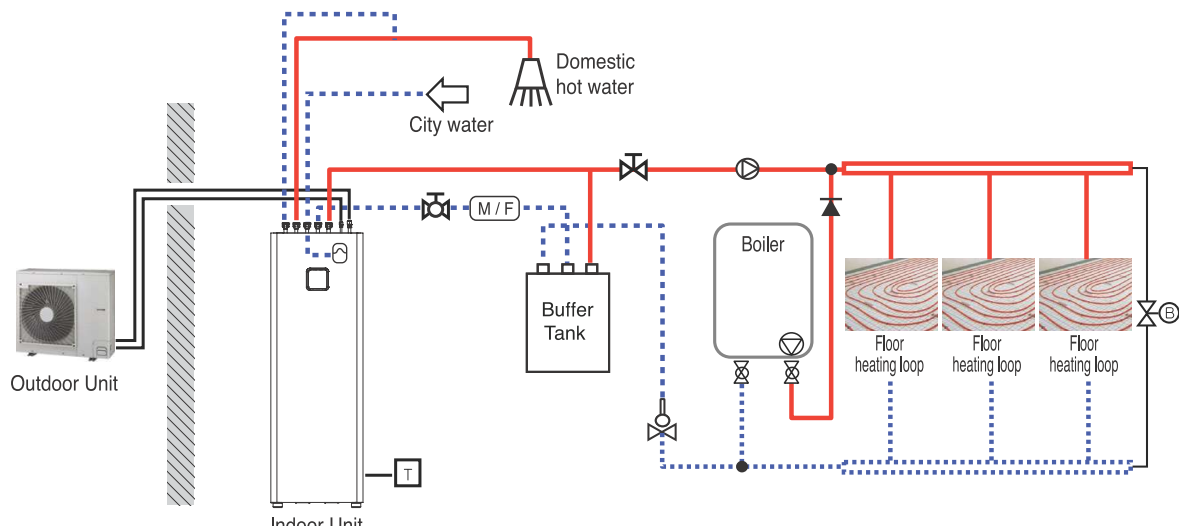 Domestic
hot water
City water
M / F
Boiler
Buffer
Tank
B
Floor
heating loop
Floor
heating loop
Floor
heating loop
Outdoor Unit
T
Indoor Unit